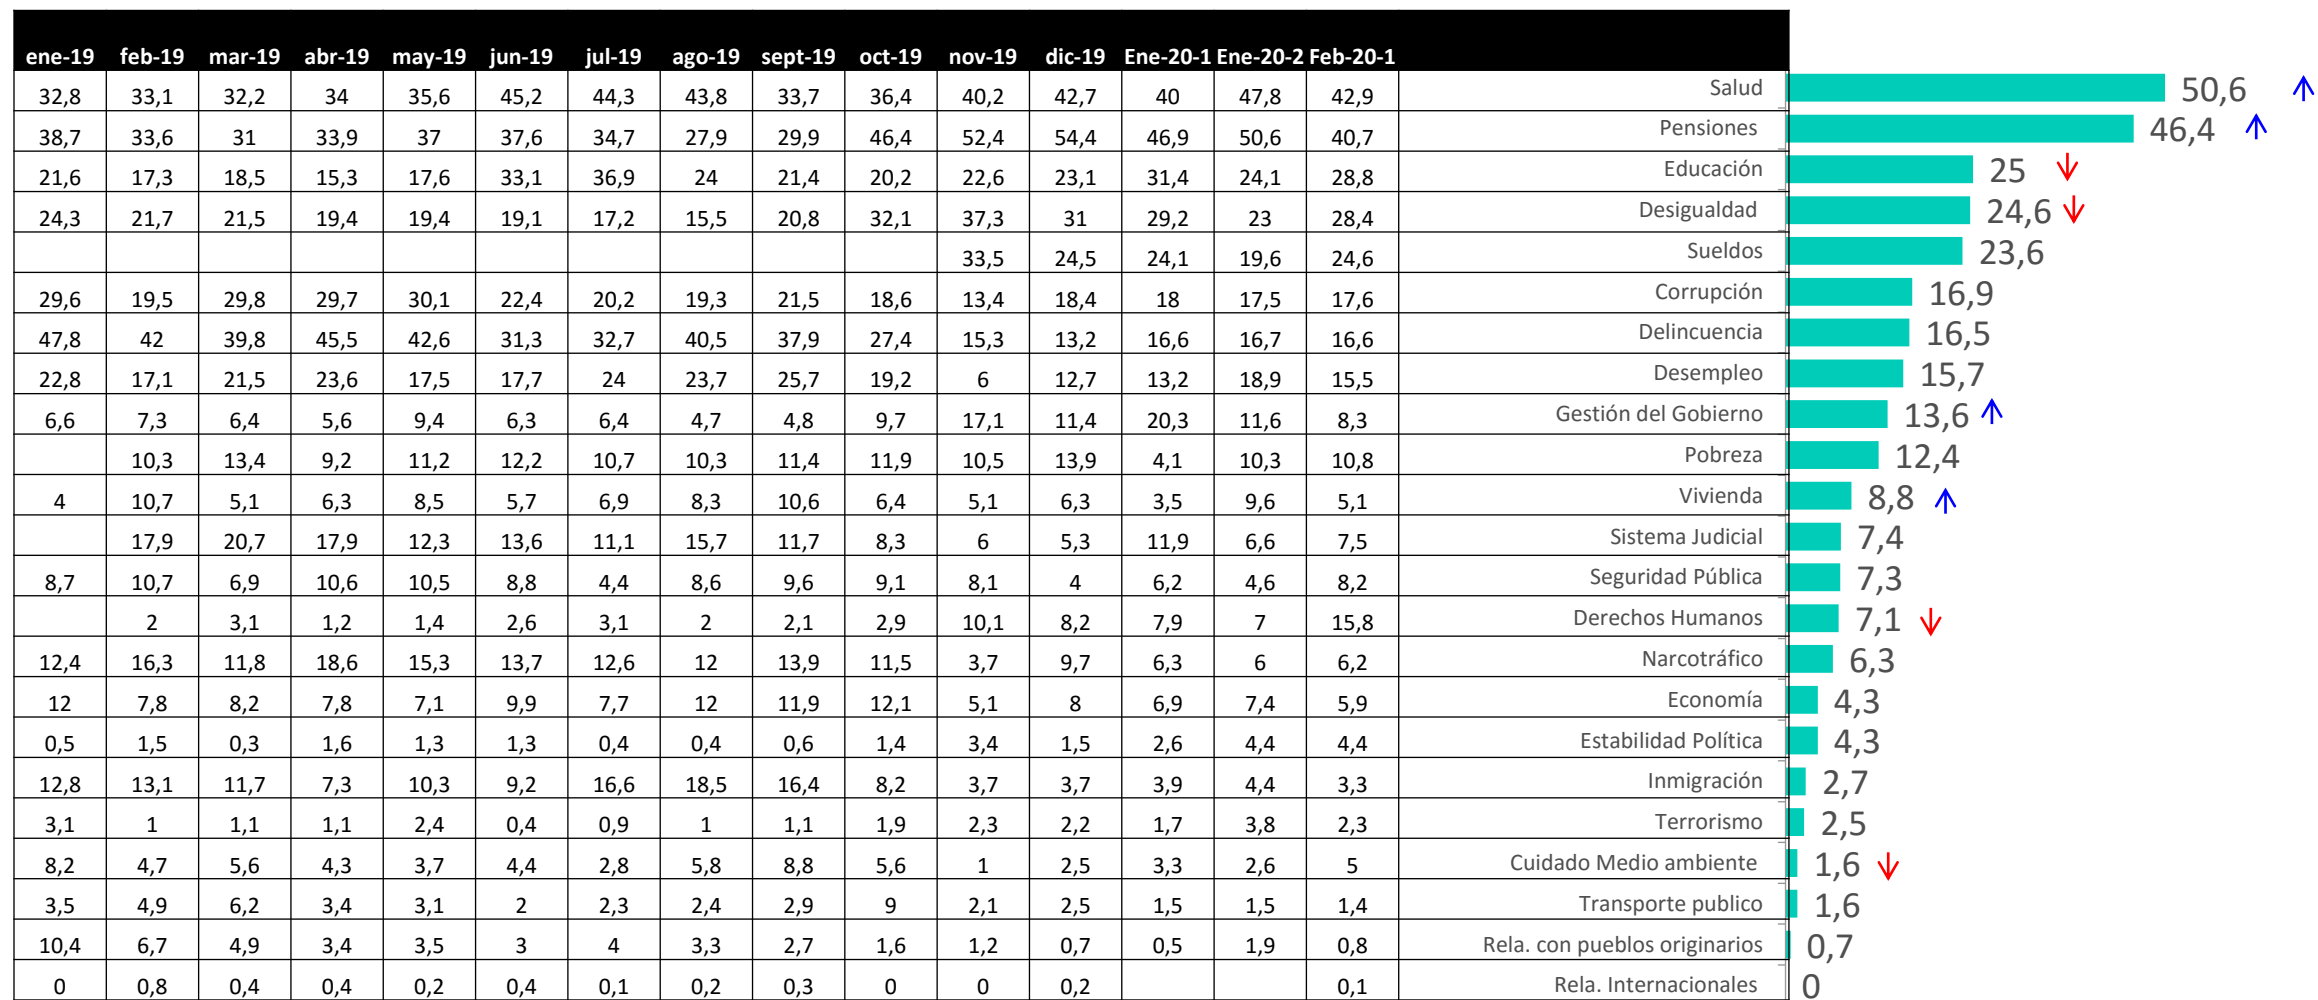 ene-19 feb-19 mar-19 abr-19 may-19 jun-19 jul-19 ago-19 sept-19 oct-19 nov-19 dic-19 Ene-20-1 Ene-20-2 Feb-20-1
32,8 33,1 32,2 34 35,6 45,2 44,3 43,8 33,7 36,4 40,2 42,7 40 47,8 42,9 Salud 50,6
38,7 33,6 31 33,9 37 37,6 34,7 27,9 29,9 46,4 52,4 54,4 46,9 50,6 40,7 Pensiones 46,4
21,6 17,3 18,5 15,3 17,6 33,1 36,9 24 21,4 20,2 22,6 23,1 31,4 24,1 28,8 Educación 25
24,3 21,7 21,5 19,4 19,4 19,1 17,2 15,5 20,8 32,1 37,3 31 29,2 23 28,4 Desigualdad 24,6
33,5 24,5 24,1 19,6 24,6 Sueldos 23,6
29,6 19,5 29,8 29,7 30,1 22,4 20,2 19,3 21,5 18,6 13,4 18,4 18 17,5 17,6 Corrupción 16,9
47,8 42 39,8 45,5 42,6 31,3 32,7 40,5 37,9 27,4 15,3 13,2 16,6 16,7 16,6 Delincuencia 16,5
22,8 17,1 21,5 23,6 17,5 17,7 24 23,7 25,7 19,2 6 12,7 13,2 18,9 15,5 Desempleo 15,7
6,6 7,3 6,4 5,6 9,4 6,3 6,4 4,7 4,8 9,7 17,1 11,4 20,3 11,6 8,3 Gestión del Gobierno 13,6
10,3 13,4 9,2 11,2 12,2 10,7 10,3 11,4 11,9 10,5 13,9 4,1 10,3 10,8 Pobreza 12,4
4 10,7 5,1 6,3 8,5 5,7 6,9 8,3 10,6 6,4 5,1 6,3 3,5 9,6 5,1 Vivienda 8,8
17,9 20,7 17,9 12,3 13,6 11,1 15,7 11,7 8,3 6 5,3 11,9 6,6 7,5 Sistema Judicial 7,4
8,7 10,7 6,9 10,6 10,5 8,8 4,4 8,6 9,6 9,1 8,1 4 6,2 4,6 8,2 Seguridad Pública 7,3
2 3,1 1,2 1,4 2,6 3,1 2 2,1 2,9 10,1 8,2 7,9 7 15,8 Derechos Humanos 7,1
12,4 16,3 11,8 18,6 15,3 13,7 12,6 12 13,9 11,5 3,7 9,7 6,3 6 6,2 Narcotráfico 6,3
12 7,8 8,2 7,8 7,1 9,9 7,7 12 11,9 12,1 5,1 8 6,9 7,4 5,9 Economía 4,3
0,5 1,5 0,3 1,6 1,3 1,3 0,4 0,4 0,6 1,4 3,4 1,5 2,6 4,4 4,4 Estabilidad Política 4,3
12,8 13,1 11,7 7,3 10,3 9,2 16,6 18,5 16,4 8,2 3,7 3,7 3,9 4,4 3,3 Inmigración 2,7
3,1 1 1,1 1,1 2,4 0,4 0,9 1 1,1 1,9 2,3 2,2 1,7 3,8 2,3 Terrorismo 2,5
8,2 4,7 5,6 4,3 3,7 4,4 2,8 5,8 8,8 5,6 1 2,5 3,3 2,6 5 Cuidado Medio ambiente 1,6
3,5 4,9 6,2 3,4 3,1 2 2,3 2,4 2,9 9 2,1 2,5 1,5 1,5 1,4 Transporte publico 1,6
10,4 6,7 4,9 3,4 3,5 3 4 3,3 2,7 1,6 1,2 0,7 0,5 1,9 0,8 Rela. con pueblos originarios 0,7
0 0,8 0,4 0,4 0,2 0,4 0,1 0,2 0,3 0 0 0,2 0,1 Rela. Internacionales 0